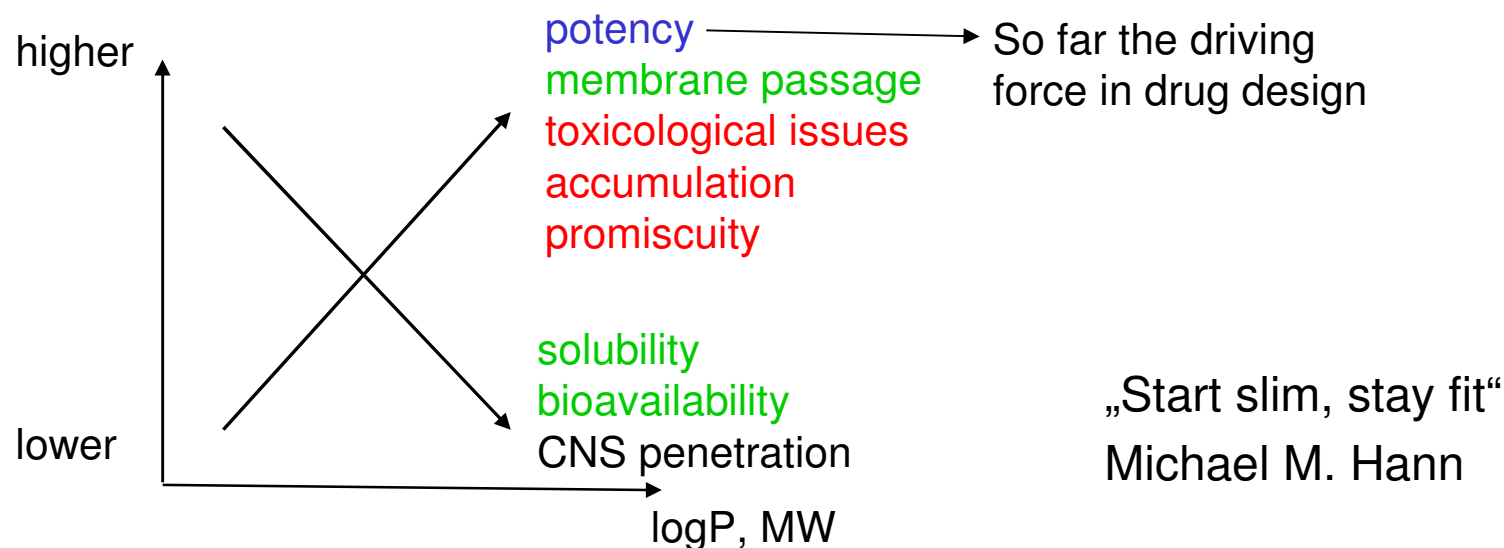 higher
potency
membrane passage
toxicological issues
accumulation
promiscuity
So far the driving
force in drug design
solubility
bioavailability
CNS penetration
lower
logP, MW
„Start slim, stay fit“
Michael M. Hann